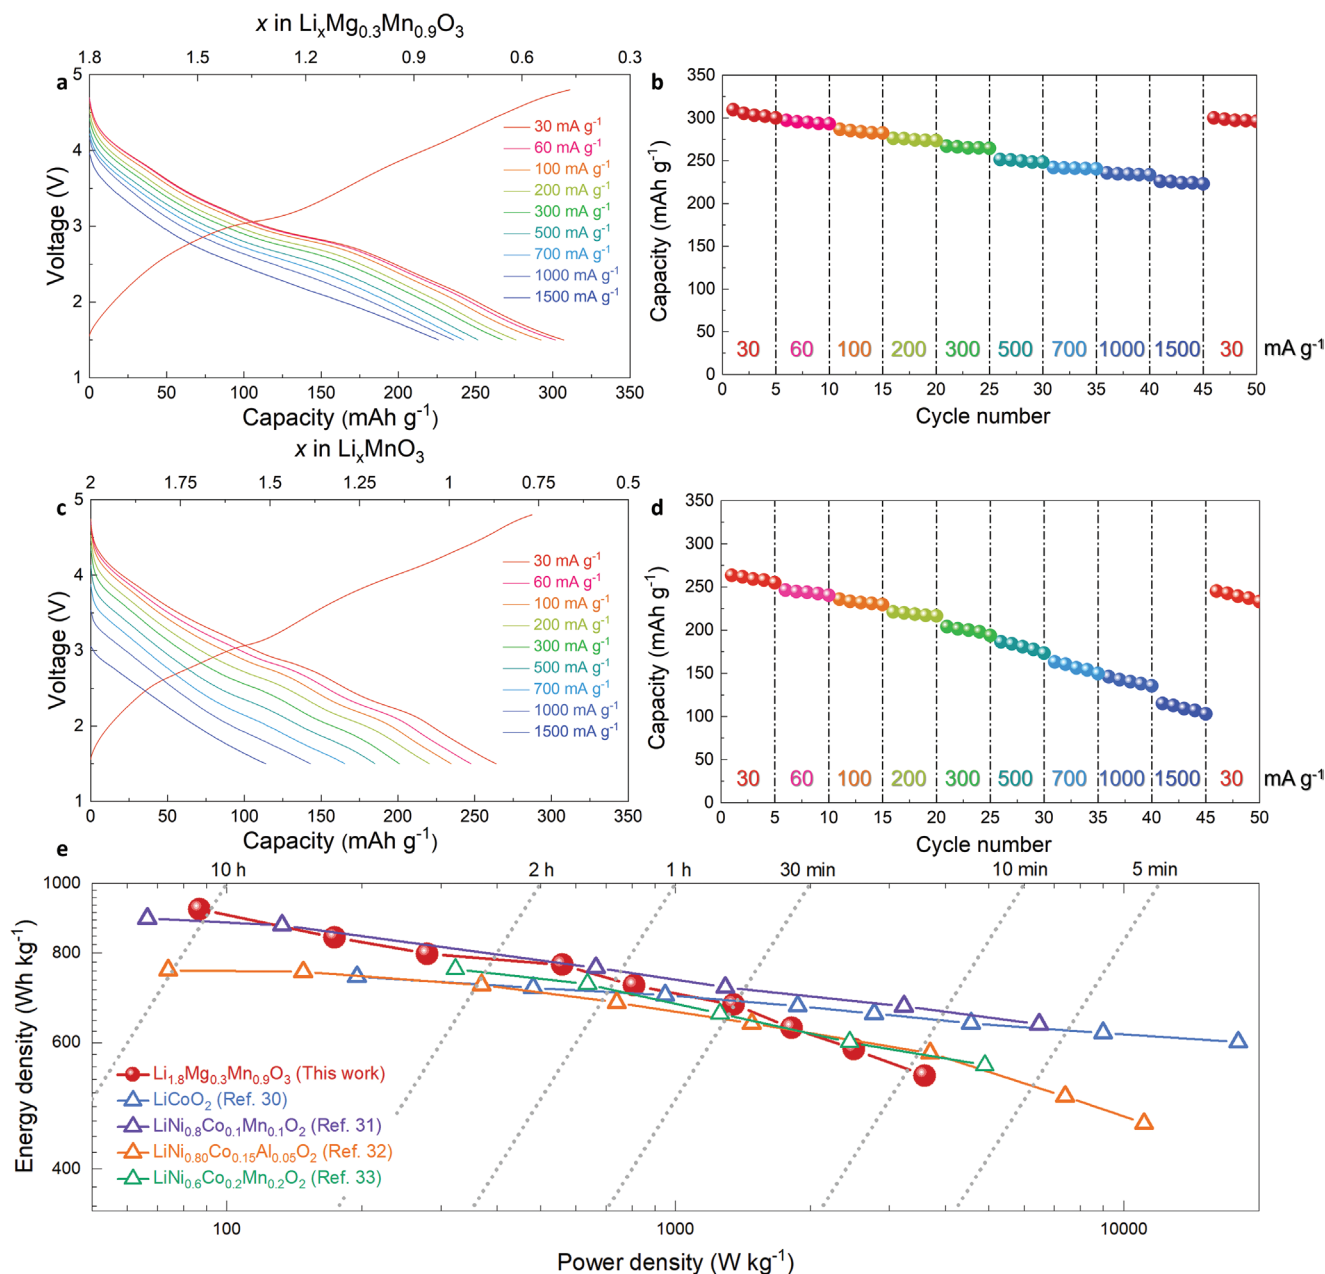 x in LiₓMg₀.₃Mn₀.₉O₃
1.8 1.5 1.2 0.9 0.6 0.3
a
5
4
3
2
1
Voltage (V)
30 mA g⁻¹
60 mA g⁻¹
100 mA g⁻¹
200 mA g⁻¹
300 mA g⁻¹
500 mA g⁻¹
700 mA g⁻¹
1000 mA g⁻¹
1500 mA g⁻¹
0 50 100 150 200 250 300 350
Capacity (mAh g⁻¹)
b
350
300
250
200
150
100
50
0
Capacity (mAh g⁻¹)
30 60 100 200 300 500 700 1000 1500 30 mA g⁻¹
0 5 10 15 20 25 30 35 40 45 50
Cycle number
x in LiₓMnO₃
2 1.75 1.5 1.25 1 0.75 0.5
c
5
4
3
2
1
Voltage (V)
30 mA g⁻¹
60 mA g⁻¹
100 mA g⁻¹
200 mA g⁻¹
300 mA g⁻¹
500 mA g⁻¹
700 mA g⁻¹
1000 mA g⁻¹
1500 mA g⁻¹
0 50 100 150 200 250 300 350
Capacity (mAh g⁻¹)
d
350
300
250
200
150
100
50
0
Capacity (mAh g⁻¹)
30 60 100 200 300 500 700 1000 1500 30 mA g⁻¹
0 5 10 15 20 25 30 35 40 45 50
Cycle number
e
10 h 2 h 1 h 30 min 10 min 5 min
1000
800
600
400
Energy density (Wh kg⁻¹)
Li₁.₈Mg₀.₃Mn₀.₉O₃ (This work)
LiCoO₂ (Ref. 30)
LiNi₀.₈Co₀.₁Mn₀.₁O₂ (Ref. 31)
LiNi₀.₈₀Co₀.₁₅Al₀.₀₅O₂ (Ref. 32)
LiNi₀.₆Co₀.₂Mn₀.₂O₂ (Ref. 33)
100 1000 10000
Power density (W kg⁻¹)